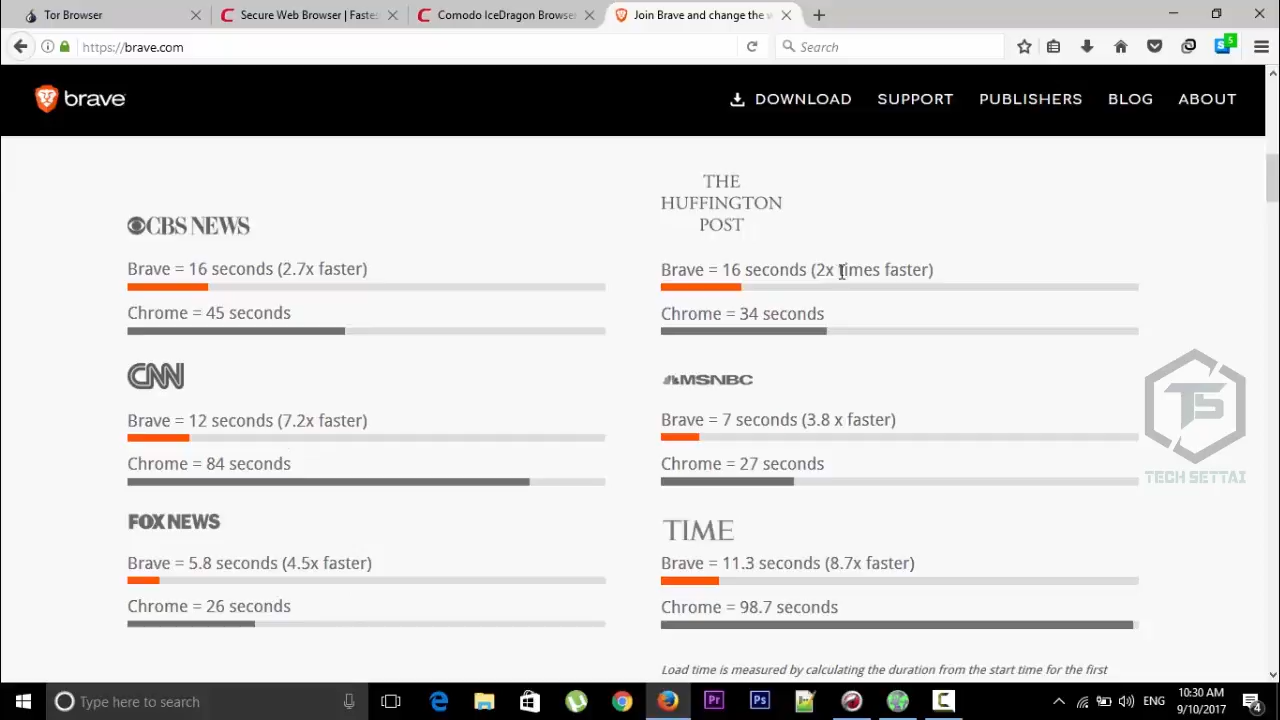 Tor Browser
Secure Web Browser | Fastes
Comodo IceDragon Browser
Join Brave and change the w
https://brave.com
Search
5
brave
DOWNLOAD
SUPPORT
PUBLISHERS
BLOG
ABOUT
CBS NEWS
Brave = 16 seconds (2.7x faster)
Chrome = 45 seconds
THE
HUFFINGTON
POST
Brave = 16 seconds (2x times faster)
Chrome = 34 seconds
CNN
Brave = 12 seconds (7.2x faster)
Chrome = 84 seconds
MSNBC
Brave = 7 seconds (3.8 x faster)
Chrome = 27 seconds
FOX NEWS
Brave = 5.8 seconds (4.5x faster)
Chrome = 26 seconds
TIME
Brave = 11.3 seconds (8.7x faster)
Chrome = 98.7 seconds
Load time is measured by calculating the duration from the start time for the first
TS
TECH SETTAI
Type here to search
Pr
Ps
ENG
10:30 AM
9/10/2017
4